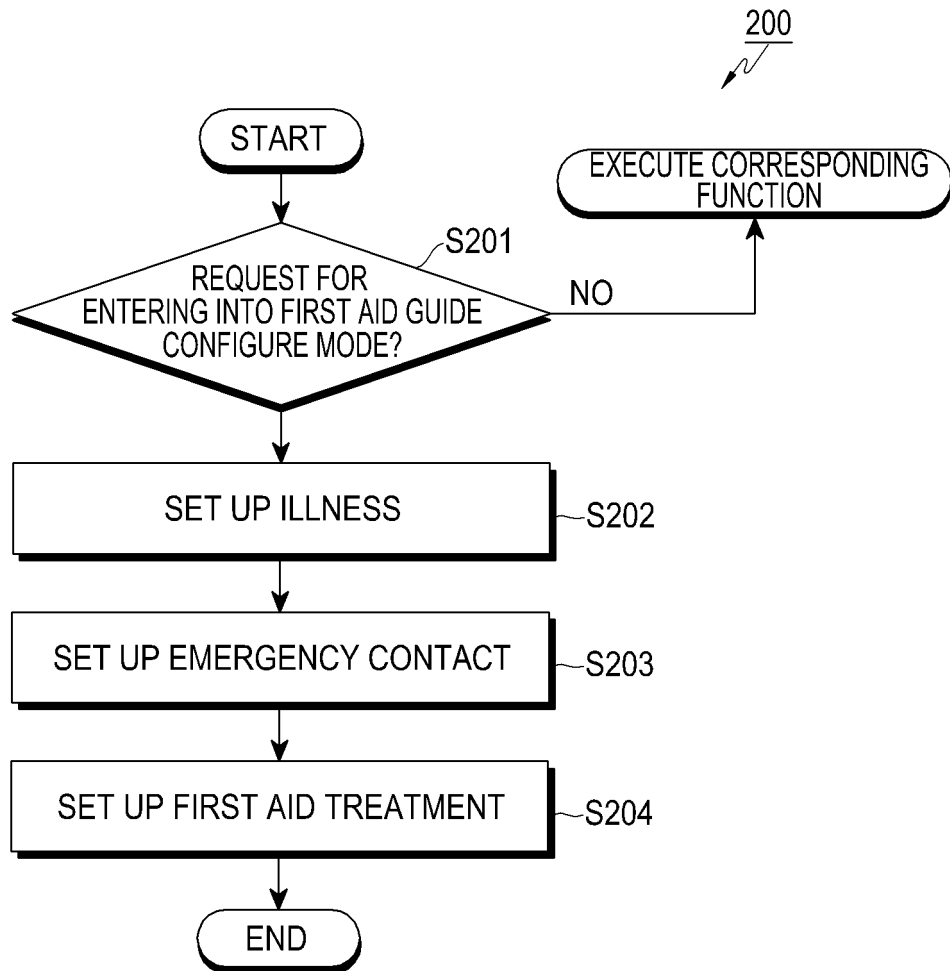 200
START
EXECUTE CORRESPONDING
FUNCTION
S201
REQUEST FOR
ENTERING INTO FIRST AID GUIDE
CONFIGURE MODE?
NO
SET UP ILLNESS
S202
SET UP EMERGENCY CONTACT
S203
SET UP FIRST AID TREATMENT
S204
END